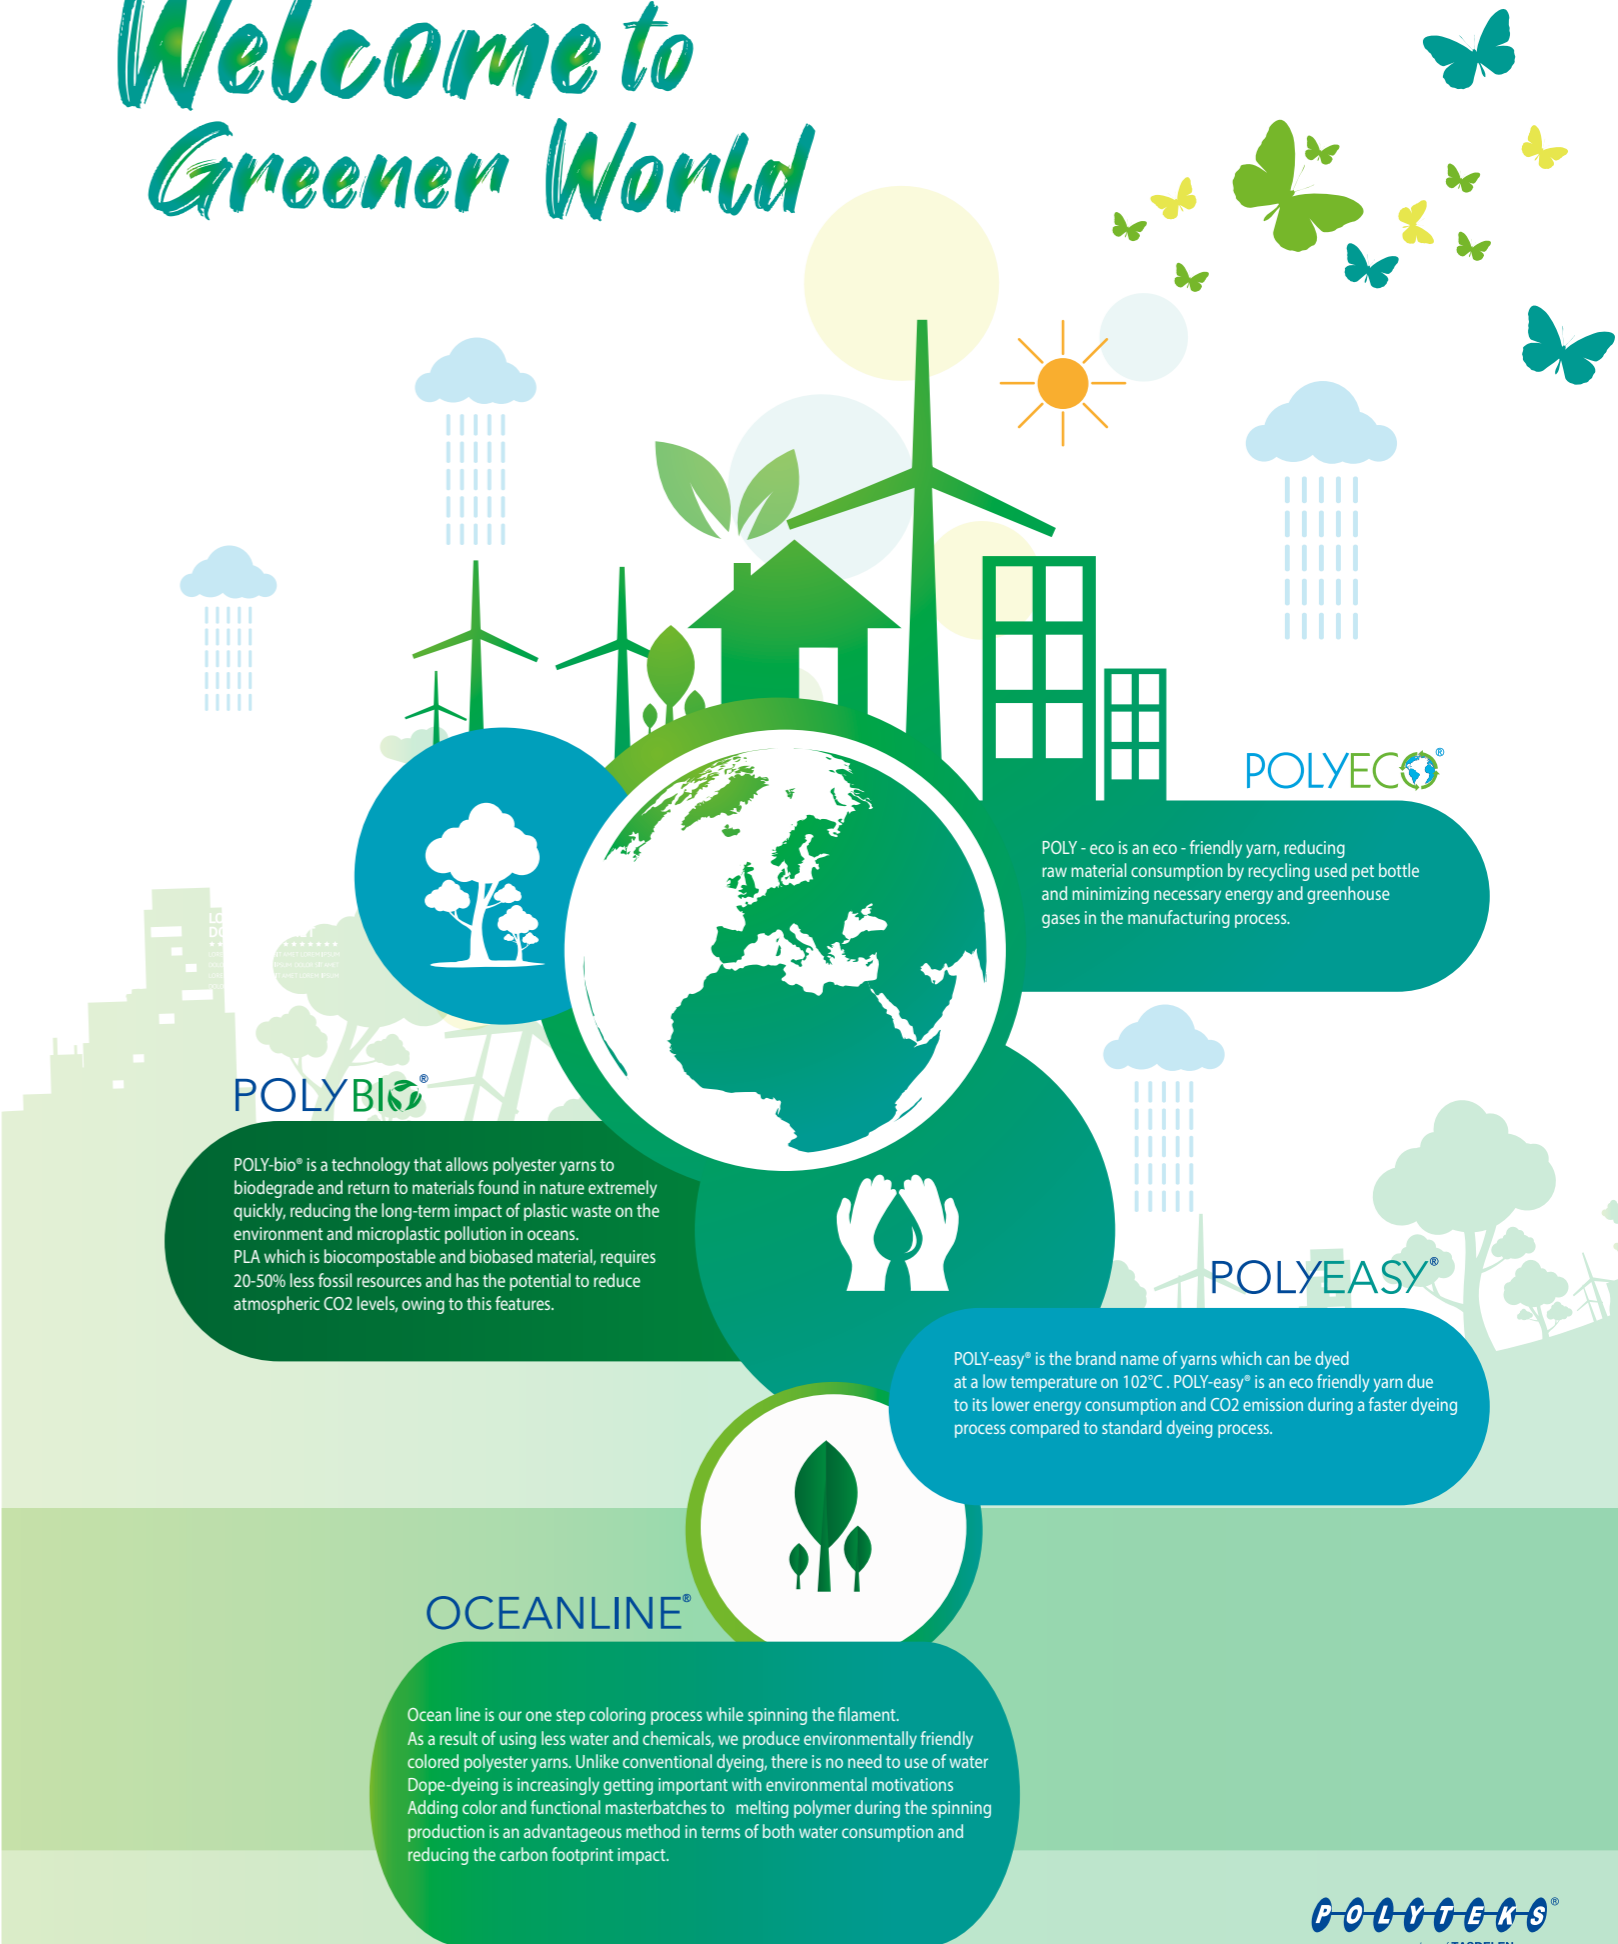 Welcome to
Greener World
POLYECO®
POLY - eco is an eco - friendly yarn, reducing
raw material consumption by recycling used pet bottle
and minimizing necessary energy and greenhouse
gases in the manufacturing process.
POLYBIO®
POLY-bio® is a technology that allows polyester yarns to
biodegrade and return to materials found in nature extremely
quickly, reducing the long-term impact of plastic waste on the
environment and microplastic pollution in oceans.
PLA which is biocompostable and biobased material, requires
20-50% less fossil resources and has the potential to reduce
atmospheric CO2 levels, owing to this features.
POLYEASY®
POLY-easy® is the brand name of yarns which can be dyed
at a low temperature on 102°C . POLY-easy® is an eco friendly yarn due
to its lower energy consumption and CO2 emission during a faster dyeing
process compared to standard dyeing process.
OCEANLINE®
Ocean line is our one step coloring process while spinning the filament.
As a result of using less water and chemicals, we produce environmentally friendly
colored polyester yarns. Unlike conventional dyeing, there is no need to use of water
Dope-dyeing is increasingly getting important with environmental motivations
Adding color and functional masterbatches to melting polymer during the spinning
production is an advantageous method in terms of both water consumption and
reducing the carbon footprint impact.
POLYTEKS®